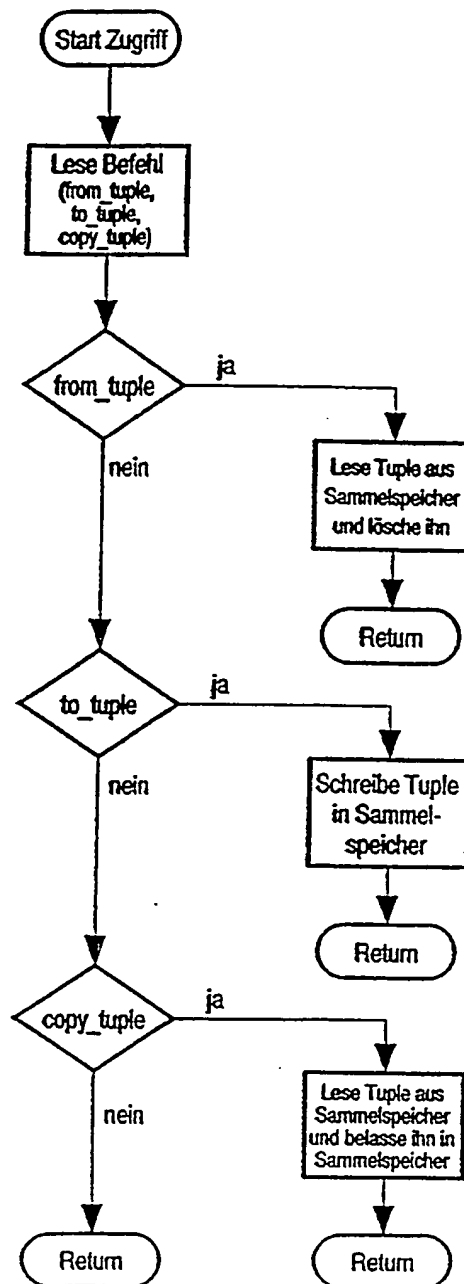 Start Zugriff
Lese Befehl
(from_tuple,
to_tuple,
copy_tuple)
from_tuple
ja
nein
Lese Tuple aus
Sammelspeicher
und lösche ihn
Return
to_tuple
ja
nein
Schreibe Tuple
in Sammel-
speicher
Return
copy_tuple
ja
nein
Lese Tuple aus
Sammelspeicher
und belasse ihn in
Sammelspeicher
Return
Return